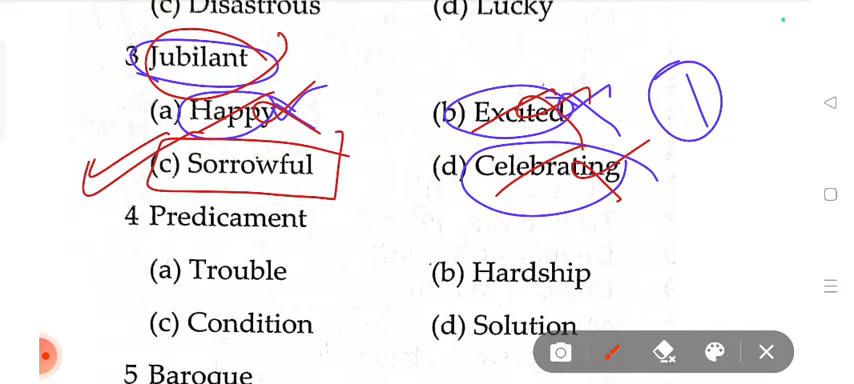 (c) Disastrous (d) Lucky
3 Jubilant
(a) Happy (b) Excited
(c) Sorrowful (d) Celebrating
4 Predicament
(a) Trouble (b) Hardship
(c) Condition (d) Solution
5 Baroque